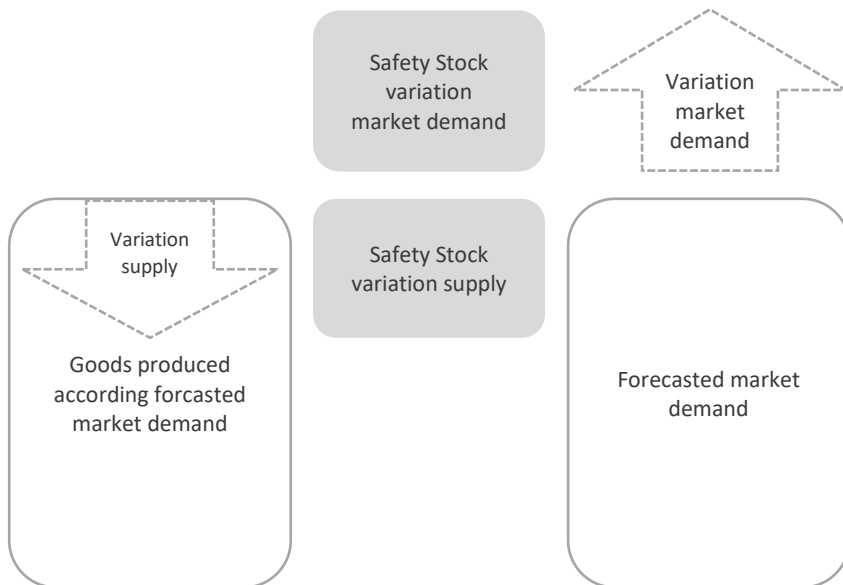 Safety Stock
variation
market demand
Variation
market
demand
Variation
supply
Safety Stock
variation supply
Goods produced
according forcasted
market demand
Forecasted market
demand